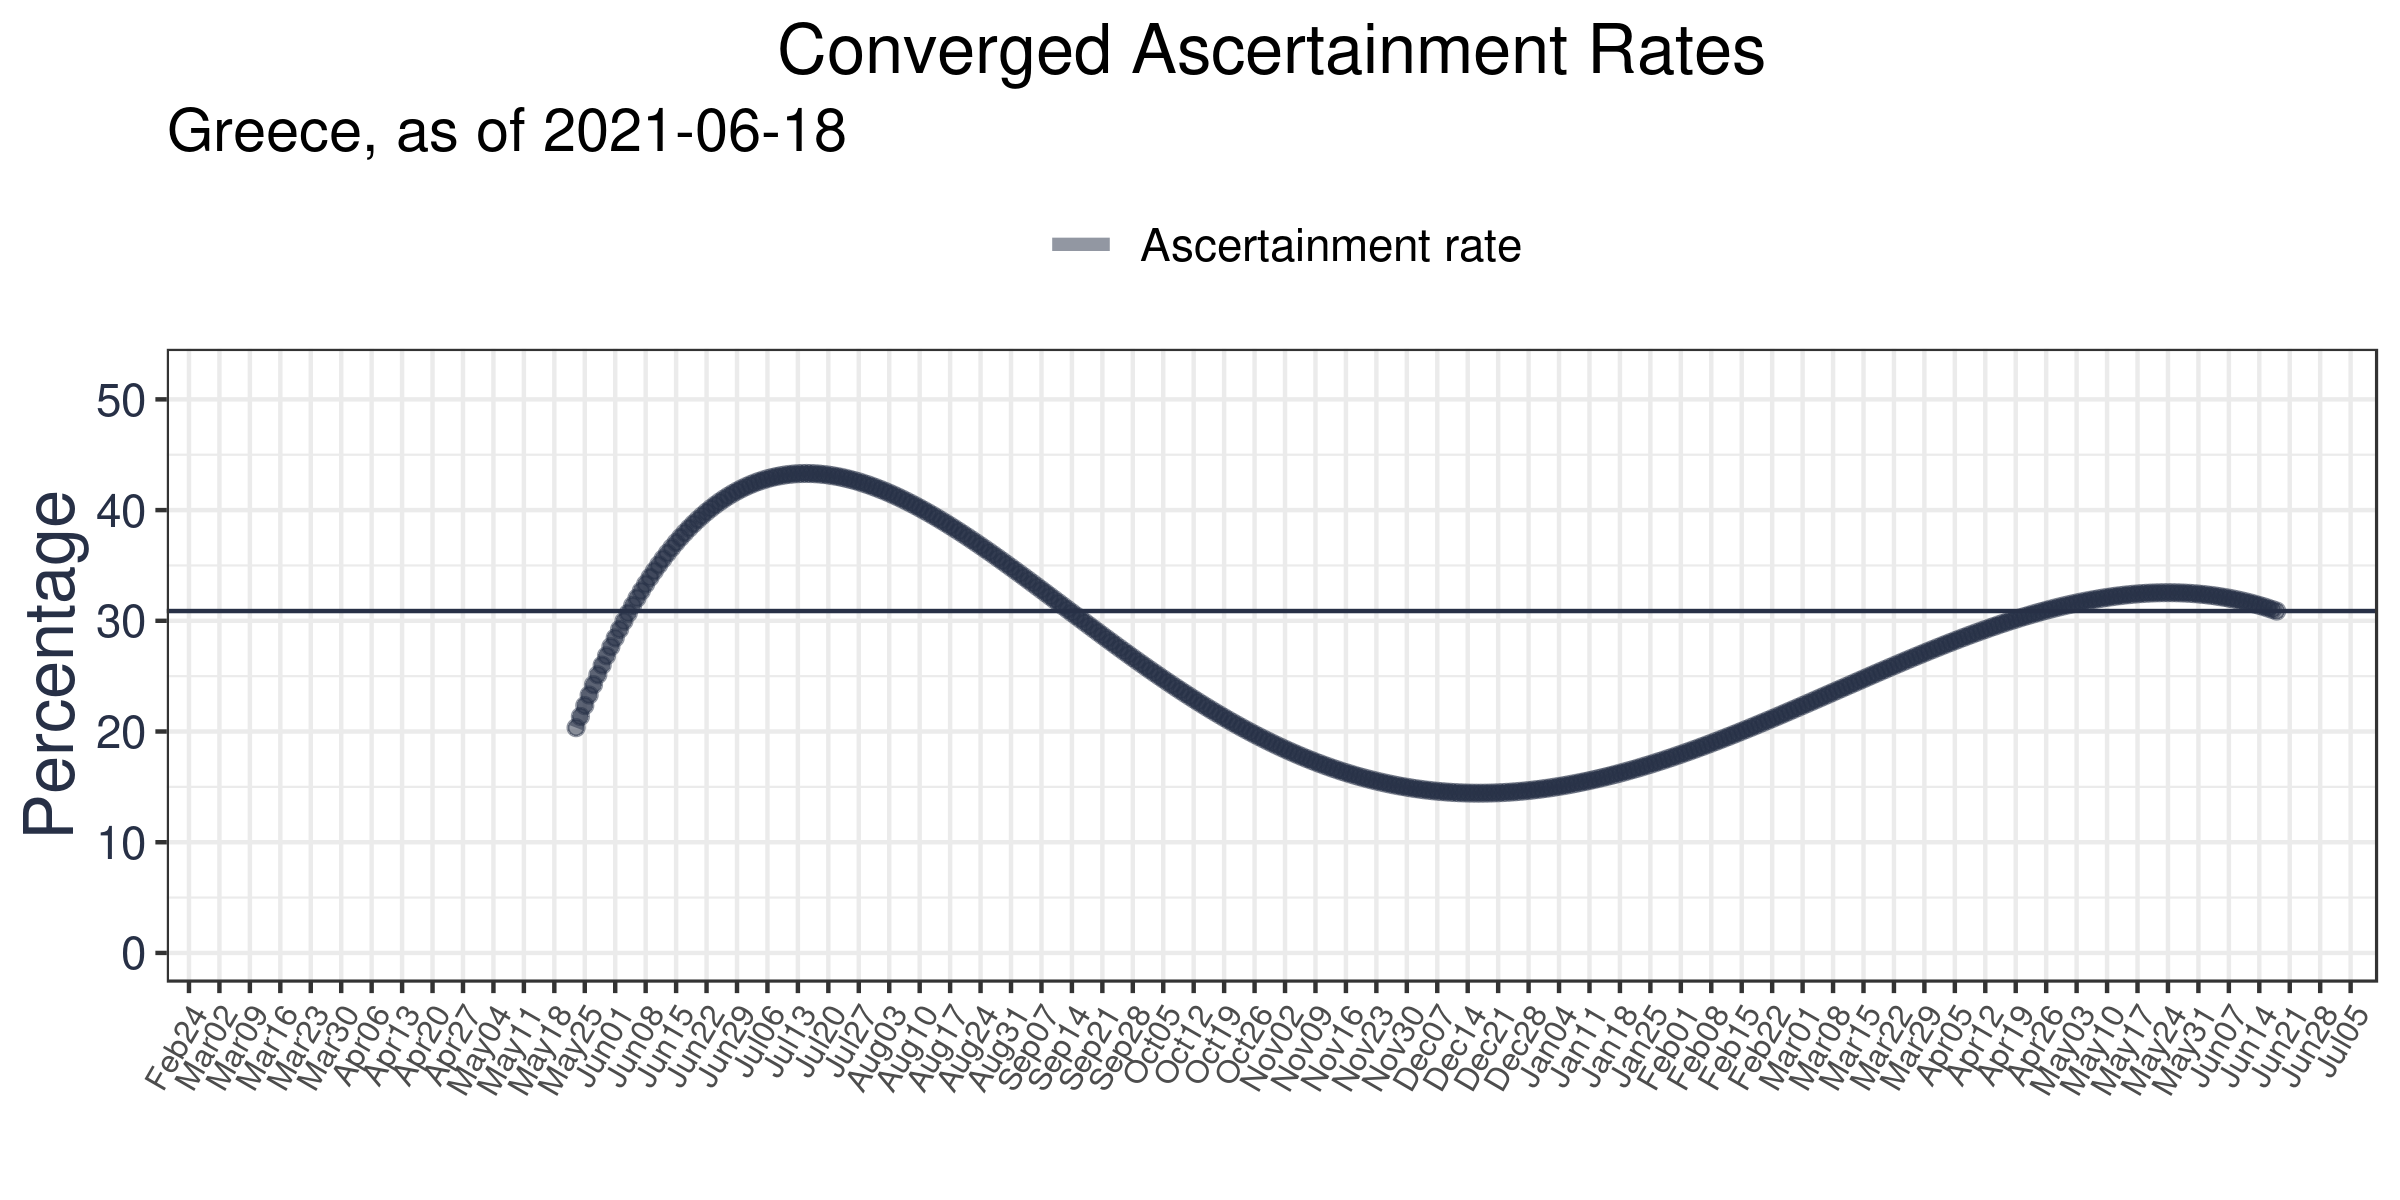 Converged Ascertainment Rates
Greece, as of 2021-06-18
Ascertainment rate
Percentage
50
40
30
20
10
0
Feb24 Mar02 Mar09 Mar16 Mar23 Mar30 Apr06 Apr13 Apr20 Apr27 May04 May11 May18 May25 Jun01 Jun08 Jun15 Jun22 Jun29 Jul06 Jul13 Jul20 Jul27 Aug03 Aug10 Aug17 Aug24 Aug31 Sep07 Sep14 Sep21 Sep28 Oct05 Oct12 Oct19 Oct26 Nov02 Nov09 Nov16 Nov23 Nov30 Dec07 Dec14 Dec21 Dec28 Jan04 Jan11 Jan18 Jan25 Feb01 Feb08 Feb15 Feb22 Mar01 Mar08 Mar15 Mar22 Mar29 Apr05 Apr12 Apr19 Apr26 May03 May10 May17 May24 May31 Jun07 Jun14 Jun21 Jun28 Jul05